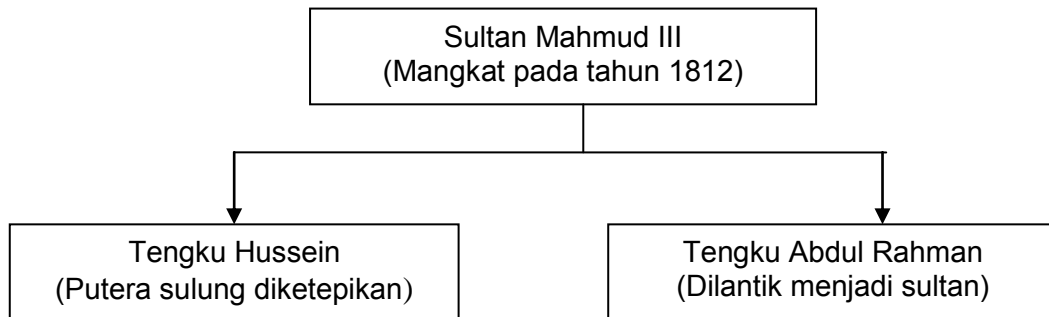 Sultan Mahmud III
(Mangkat pada tahun 1812)
Tengku Hussein
(Putera sulung diketepikan)
Tengku Abdul Rahman
(Dilantik menjadi sultan)